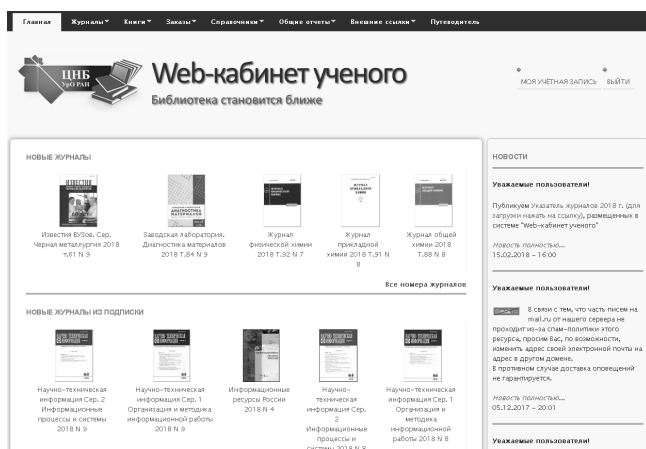 Главная Журналы Книги Заказы Справочники Общие отчеты Внешние ссылки Путеводитель
ЦНБ
УрО РАН
Web-кабинет ученого
Библиотека становится ближе
МОЯ УЧЁТНАЯ ЗАПИСЬ ВЫЙТИ
НОВЫЕ ЖУРНАЛЫ
Известия ВУЗов. Сер.
Черная металлургия 2018
т.61 N 9
Заводская лаборатория.
Диагностика материалов
2018 Т.84 N 9
Журнал
физической химии
2018 Т.92 N 7
Журнал
прикладной
химии 2018 Т.91 N
8
Журнал общей
химии 2018
Т.88 N 8
Все номера журналов
НОВЫЕ ЖУРНАЛЫ ИЗ ПОДПИСКИ
Научно-техническая
информация Сер. 2
Информационные
процессы и системы
2018 N 9
Научно-техническая
информация Сер. 1
Организация и методика
информационной работы
2018 N 9
Информационные
ресурсы России
2018 N 4
Научно-
техническая
информация Сер.
2
Информационные
процессы и
системы 2018 N 8
Научно-техническая
информация Сер. 1
Организация и
методика
информационной
работы 2018 N 8
НОВОСТИ
Уважаемые пользователи!
Публикуем Указатель журналов 2018 г. (для
загрузки нажать на ссылку), размещенных в
системе "Web-кабинет ученого"
Новость полностью...
15.02.2018 - 16:00
Уважаемые пользователи!
В связи с тем, что часть писем на
mail.ru от нашего сервера не
проходит из-за спам-политики этого
ресурса, просим Вас, по возможности,
изменить адрес своей электронной почты на
адрес в другом домене.
В противном случае доставка оповещений
не гарантируется.
Новость полностью...
05.12.2017 - 20:01
Уважаемые пользователи!